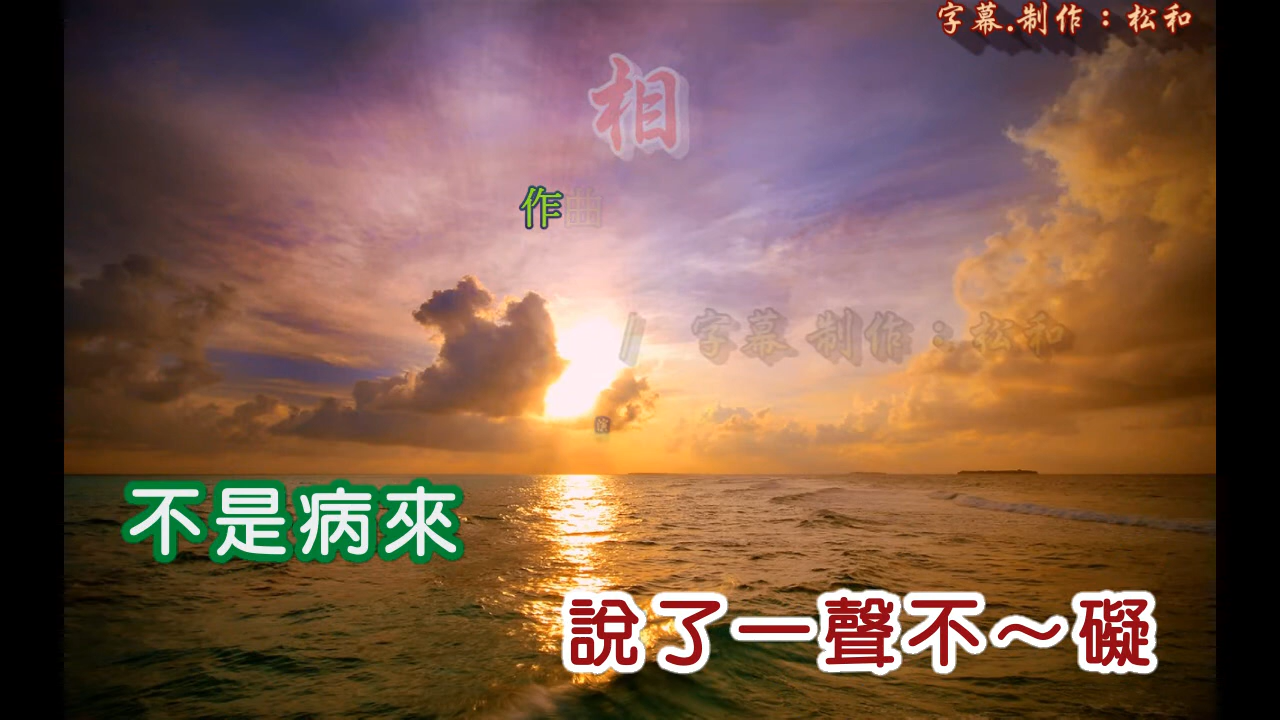 字幕.制作：松和
相
作曲
/ 字幕 制作：松和
演
不是病來
說了一聲不～礙